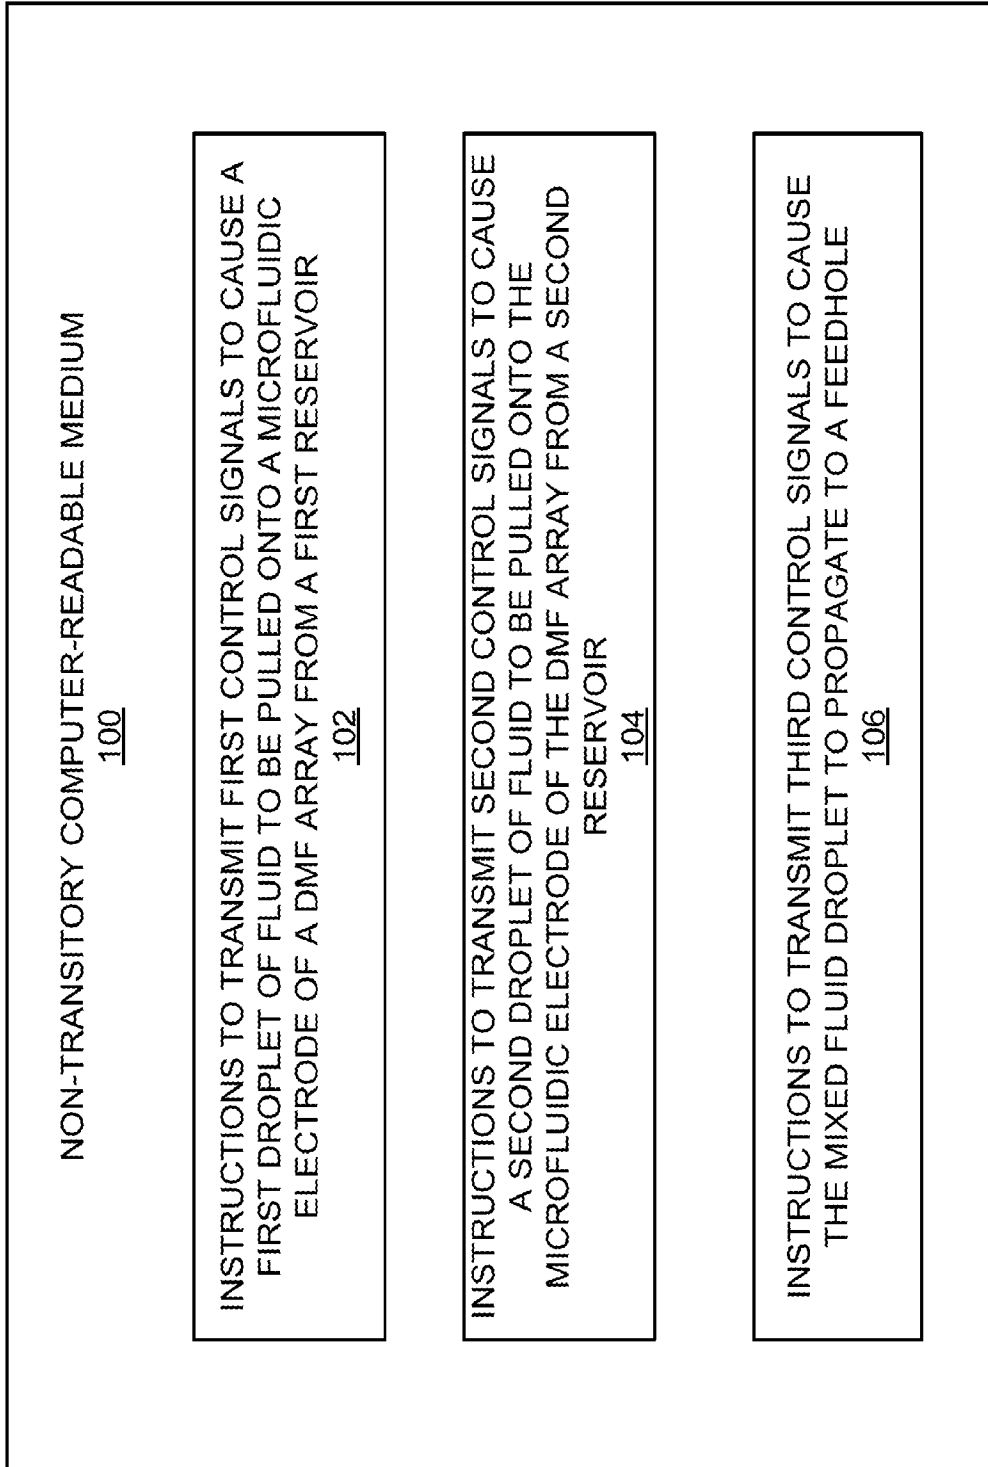 NON-TRANSITORY COMPUTER-READABLE MEDIUM
100
INSTRUCTIONS TO TRANSMIT FIRST CONTROL SIGNALS TO CAUSE A
FIRST DROPLET OF FLUID TO BE PULLED ONTO A MICROFLUIDIC
ELECTRODE OF A DMF ARRAY FROM A FIRST RESERVOIR
102
INSTRUCTIONS TO TRANSMIT SECOND CONTROL SIGNALS TO CAUSE
A SECOND DROPLET OF FLUID TO BE PULLED ONTO THE
MICROFLUIDIC ELECTRODE OF THE DMF ARRAY FROM A SECOND
RESERVOIR
104
INSTRUCTIONS TO TRANSMIT THIRD CONTROL SIGNALS TO CAUSE
THE MIXED FLUID DROPLET TO PROPAGATE TO A FEEDHOLE
106